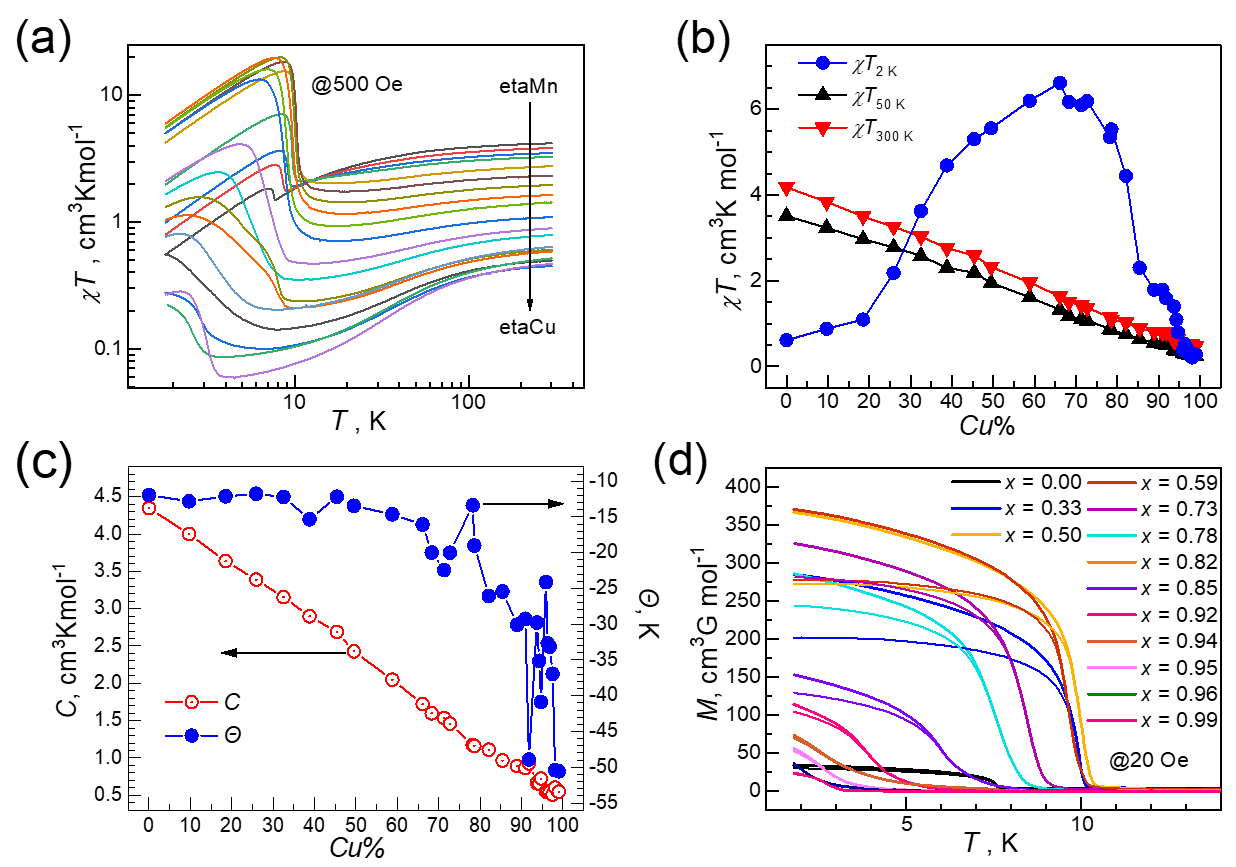 (a)
χT, cm³Kmol⁻¹
10
1
0.1
@500 Oe
etaMn
etaCu
10
100
T, K
(b)
χT, cm³K mol⁻¹
6
4
2
0
χT₂ K
χT₅₀ K
χT₃₀₀ K
0 10 20 30 40 50 60 70 80 90 100
Cu%
(c)
C, cm³Kmol⁻¹
4.5
4.0
3.5
3.0
2.5
2.0
1.5
1.0
0.5
C
Θ
-10
-15
-20
-25
-30
-35
-40
-45
-50
-55
Θ, K
0 10 20 30 40 50 60 70 80 90 100
Cu%
(d)
M, cm³G mol⁻¹
400
350
300
250
200
150
100
50
0
x = 0.00
x = 0.33
x = 0.50
x = 0.59
x = 0.73
x = 0.78
x = 0.82
x = 0.85
x = 0.92
x = 0.94
x = 0.95
x = 0.96
x = 0.99
@20 Oe
5
10
T, K